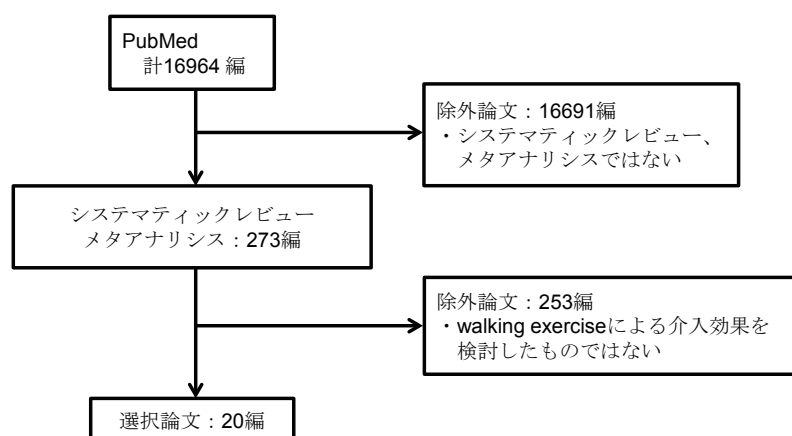 PubMed
計16964 編
除外論文：16691編
・システマティックレビュー、
メタアナリシスではない
システマティックレビュー
メタアナリシス：273編
除外論文：253編
・walking exerciseによる介入効果を
検討したものではない
選択論文：20編